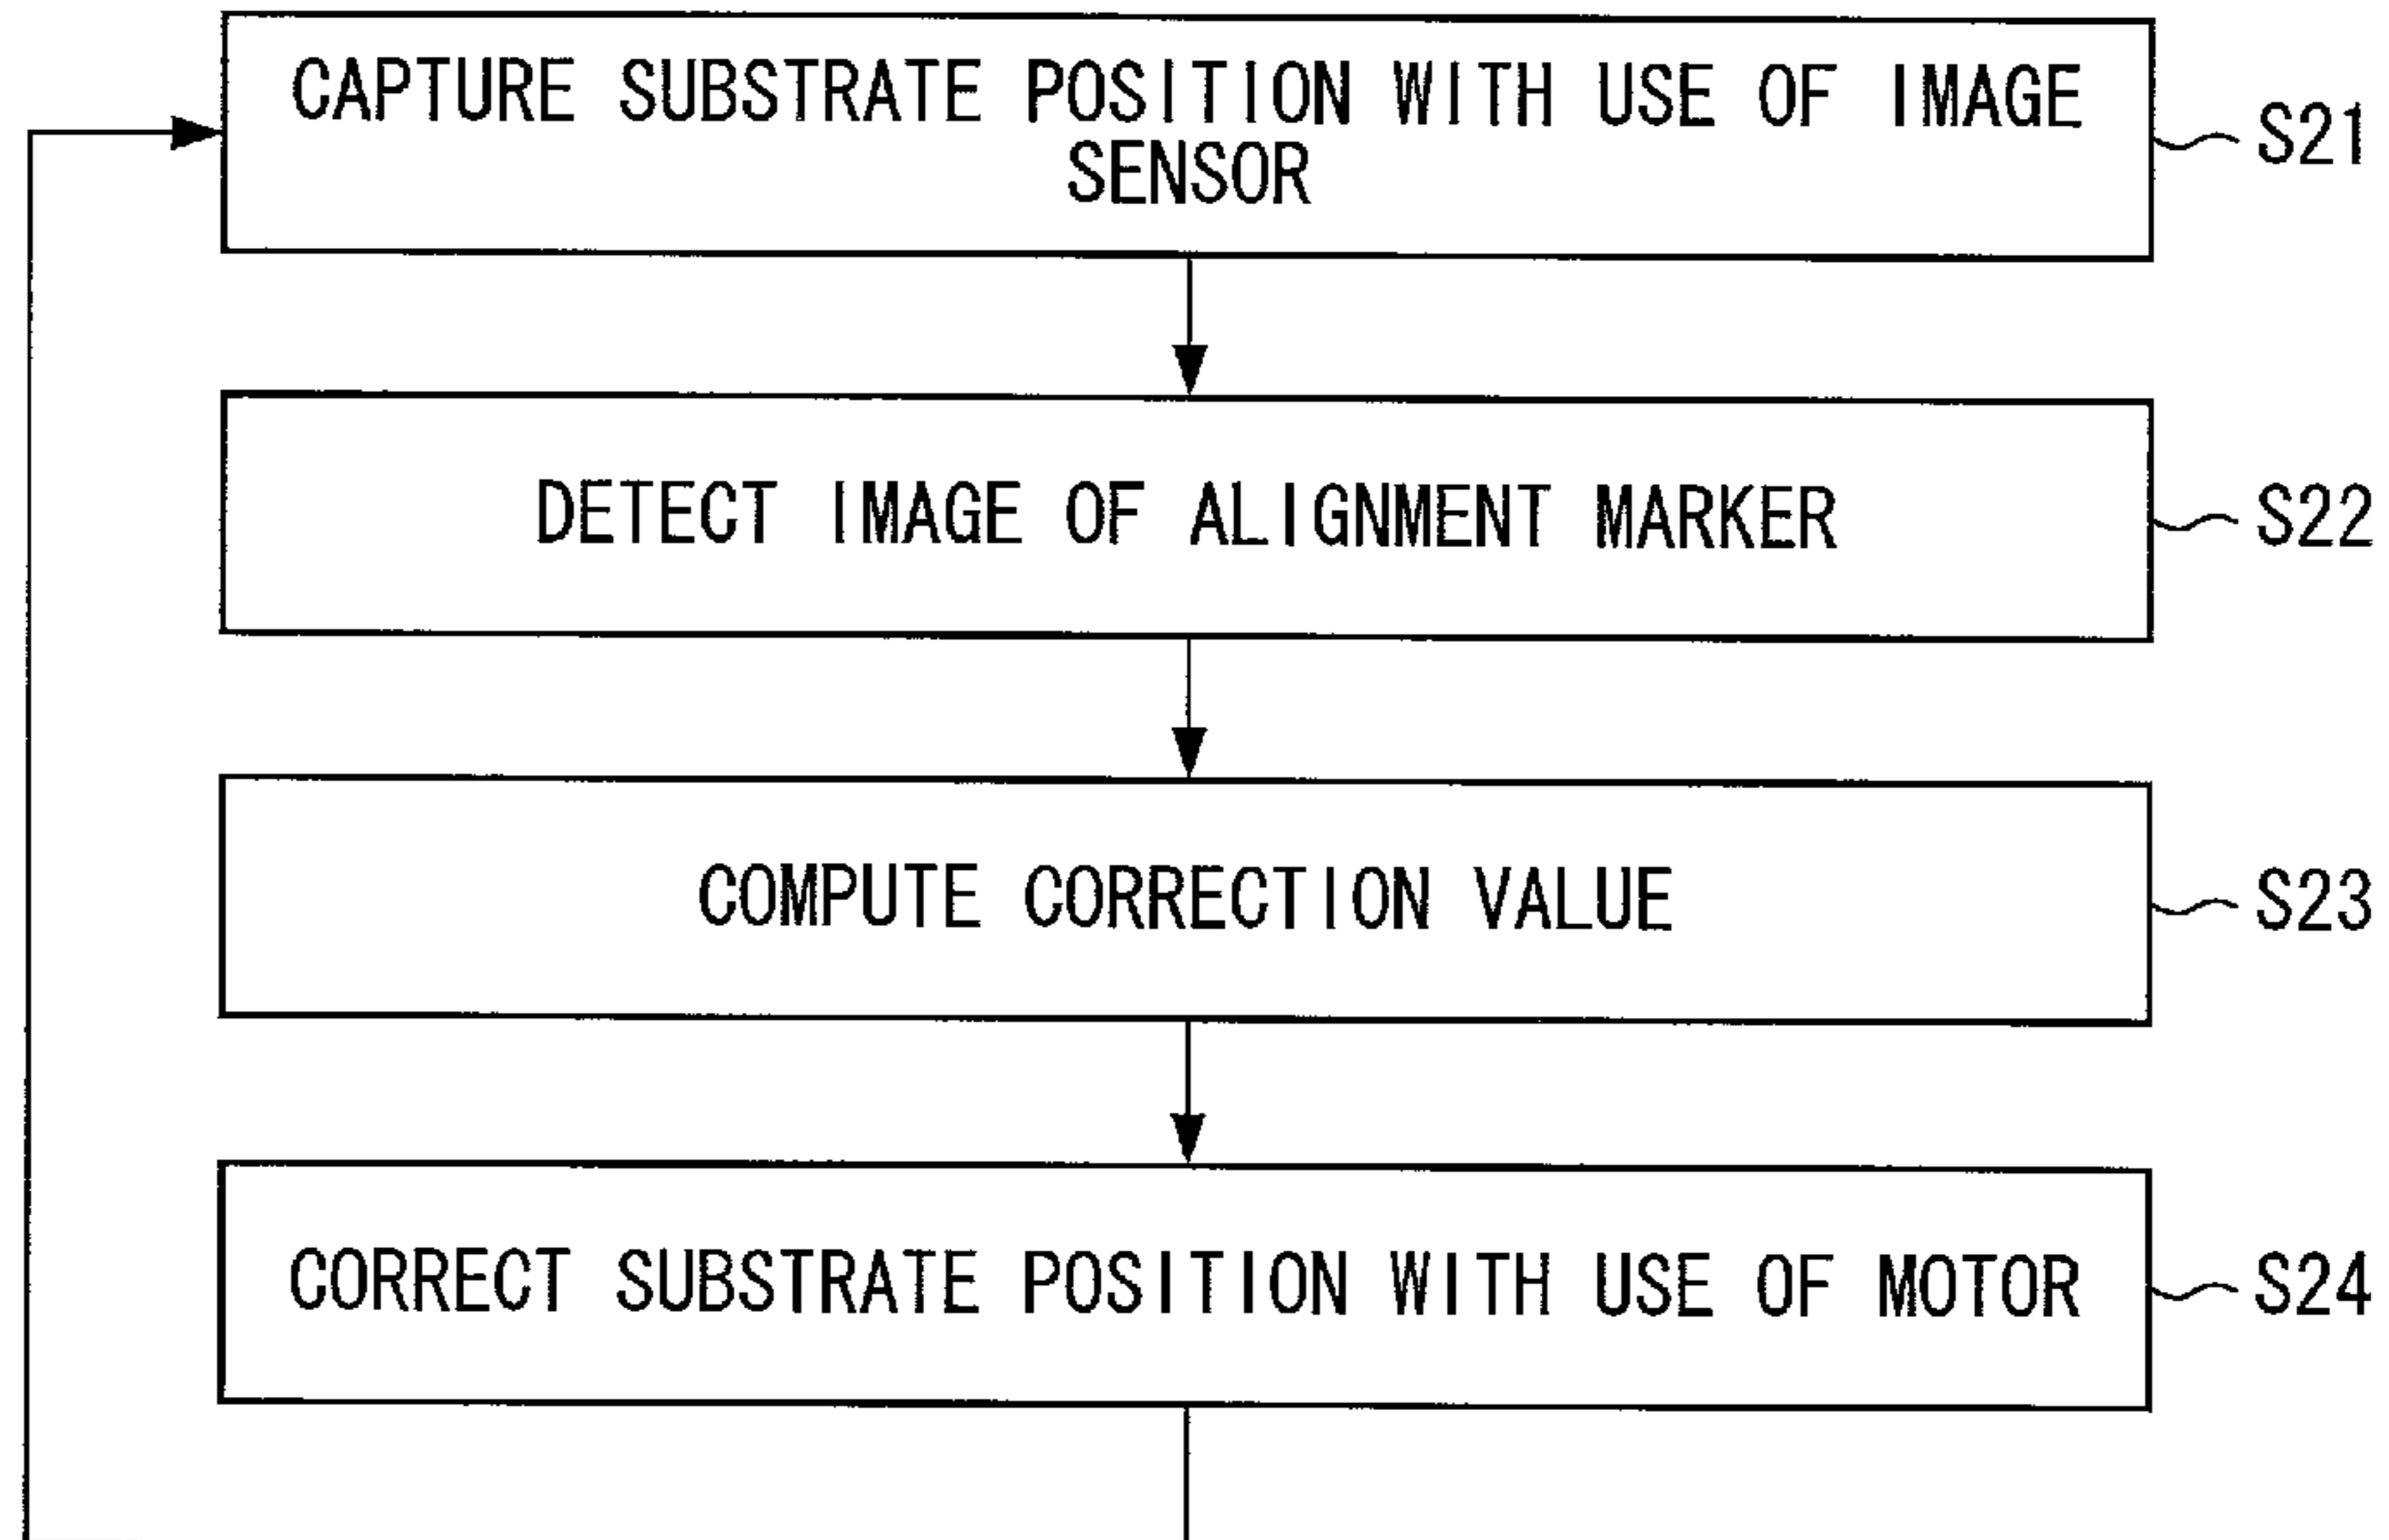 CAPTURE SUBSTRATE POSITION WITH USE OF IMAGE
SENSOR
S21
DETECT IMAGE OF ALIGNMENT MARKER
S22
COMPUTE CORRECTION VALUE
S23
CORRECT SUBSTRATE POSITION WITH USE OF MOTOR
S24